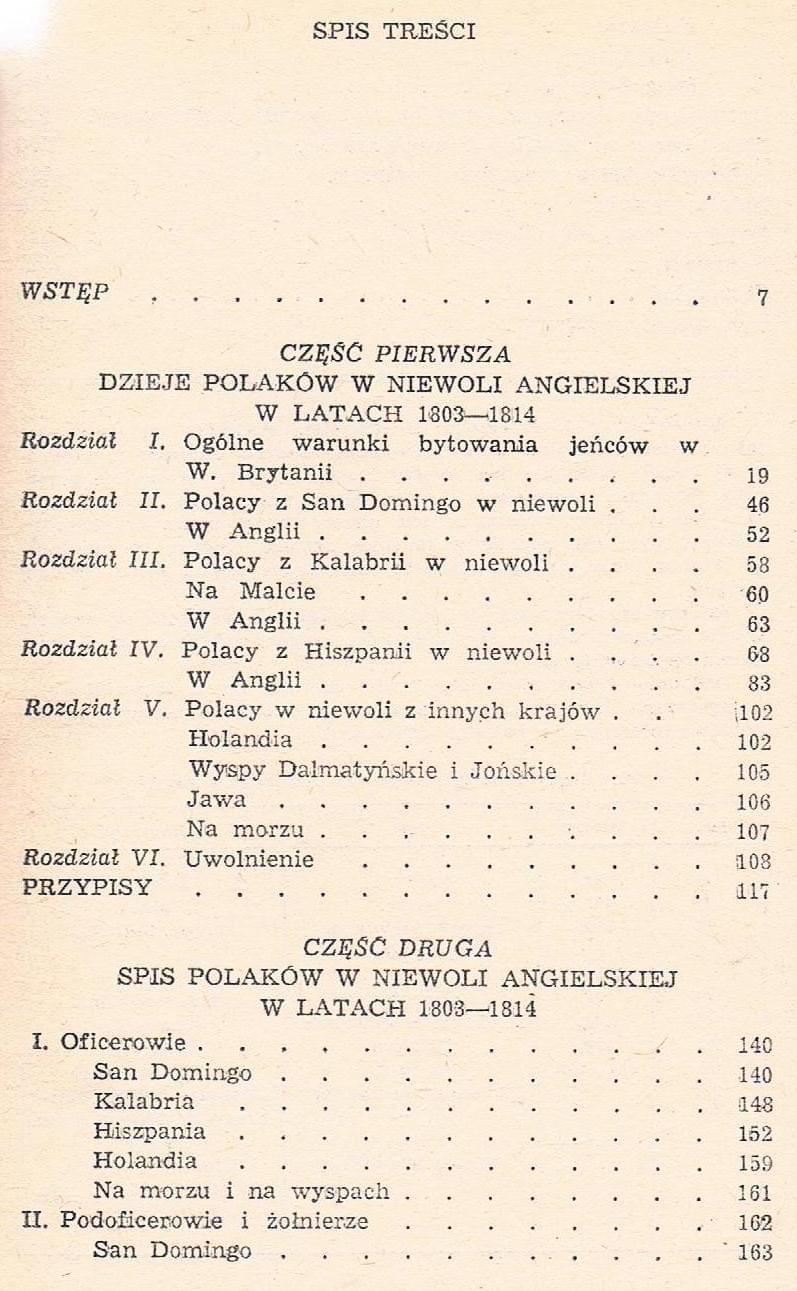 SPIS TREŚCI
WSTĘP . . . . . . . . . . . . . . 7
CZĘŚĆ PIERWSZA
DZIEJE POLAKÓW W NIEWOLI ANGIELSKIEJ
W LATACH 1803—1814
Rozdział I. Ogólne warunki bytowania jeńców w
W. Brytanii . . . . . . . . . 19
Rozdział II. Polacy z San Domingo w niewoli . . . 46
W Anglii . . . . . . . . . . 52
Rozdział III. Polacy z Kalabrii w niewoli . . . . 58
Na Malcie . . . . . . . . . 60
W Anglii . . . . . . . . . . 63
Rozdział IV. Polacy z Hiszpanii w niewoli . . . . 68
W Anglii . . . . . . . . . . 83
Rozdział V. Polacy w niewoli z innych krajów . . 102
Holandia . . . . . . . . . . 102
Wyspy Dalmatyńskie i Jońskie . . . . 105
Jawa . . . . . . . . . . . 106
Na morzu . . . . . . . . . . 107
Rozdział VI. Uwolnienie . . . . . . . . . 108
PRZYPISY . . . . . . . . . . . . . 117
CZĘŚĆ DRUGA
SPIS POLAKÓW W NIEWOLI ANGIELSKIEJ
W LATACH 1803—1814
I. Oficerowie . . . . . . . . . . . . . 140
San Domingo . . . . . . . . . . . 140
Kalabria . . . . . . . . . . . . 148
Hiszpania . . . . . . . . . . . . 152
Holandia . . . . . . . . . . . . 159
Na morzu i na wyspach . . . . . . . . 161
II. Podoficerowie i żołnierze . . . . . . . . 162
San Domingo . . . . . . . . . . . 163